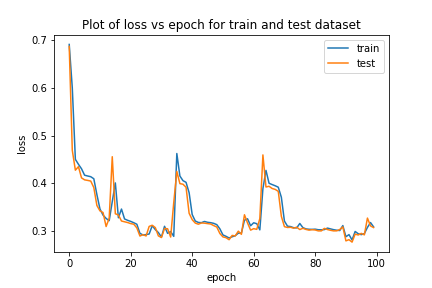 Plot of loss vs epoch for train and test dataset
train
test
0.7
0.6
0.5
0.4
0.3
loss
0
20
40
60
80
100
epoch